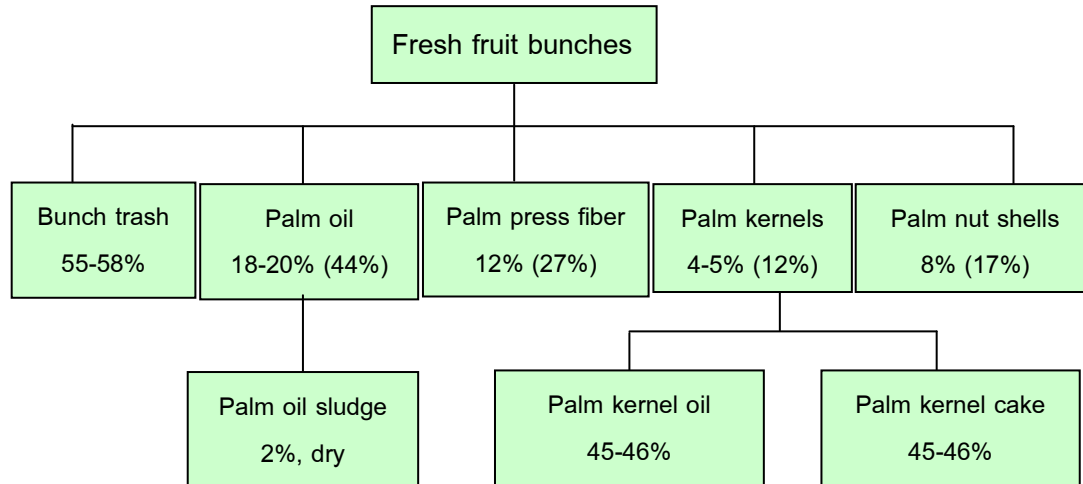 Fresh fruit bunches
Bunch trash
55-58%
Palm oil
18-20% (44%)
Palm press fiber
12% (27%)
Palm kernels
4-5% (12%)
Palm nut shells
8% (17%)
Palm oil sludge
2%, dry
Palm kernel oil
45-46%
Palm kernel cake
45-46%